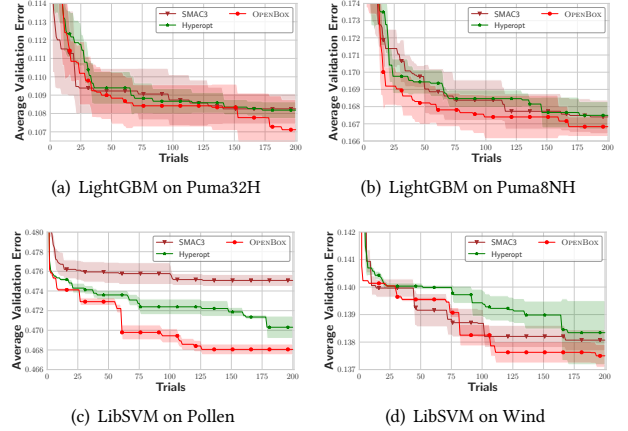 0.114
0.113
0.111
0.110
0.109
0.108
0.107
Average Validation Error
SMAC3
OPENBOX
Hyperopt
0 25 50 75 100 125 150 175 200
Trials
(a) LightGBM on Puma32H
0.174
0.173
0.171
0.170
0.169
0.167
0.166
Average Validation Error
SMAC3
OPENBOX
Hyperopt
0 25 50 75 100 125 150 175 200
Trials
(b) LightGBM on Puma8NH
0.480
0.478
0.476
0.474
0.472
0.470
0.468
0.466
Average Validation Error
SMAC3
OPENBOX
Hyperopt
0 25 50 75 100 125 150 175 200
Trials
(c) LibSVM on Pollen
0.142
0.141
0.140
0.139
0.138
0.137
Average Validation Error
SMAC3
OPENBOX
Hyperopt
0 25 50 75 100 125 150 175 200
Trials
(d) LibSVM on Wind